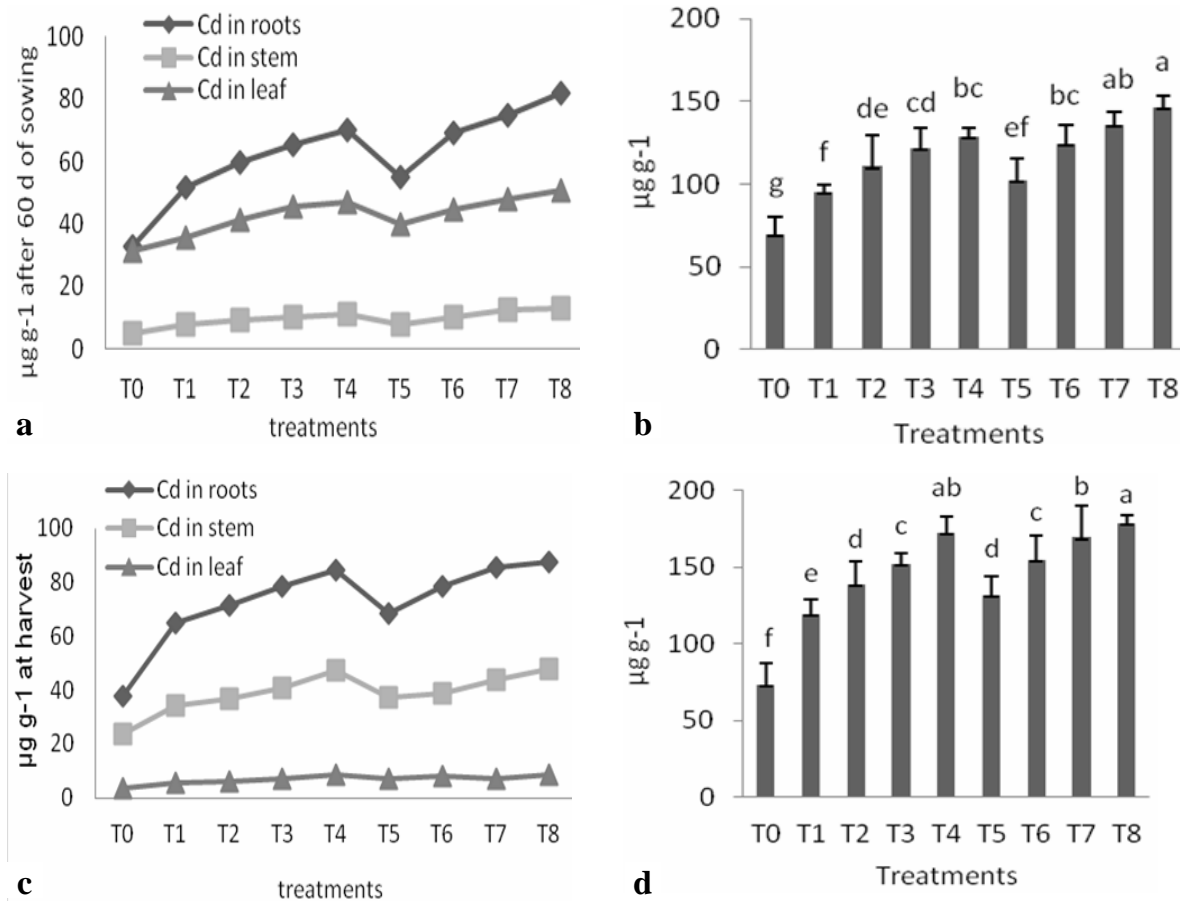 Cd in roots
Cd in stem
Cd in leaf
µg g-1 after 60 d of sowing
100
80
60
40
20
0
T0 T1 T2 T3 T4 T5 T6 T7 T8
treatments
a
µg g-1
200
150
100
50
0
g f de cd bc ef bc ab a
T0 T1 T2 T3 T4 T5 T6 T7 T8
Treatments
b
Cd in roots
Cd in stem
Cd in leaf
µg g-1 at harvest
100
80
60
40
20
0
T0 T1 T2 T3 T4 T5 T6 T7 T8
treatments
c
µg g-1
200
150
100
50
0
f e d c ab d c b a
T0 T1 T2 T3 T4 T5 T6 T7 T8
Treatments
d